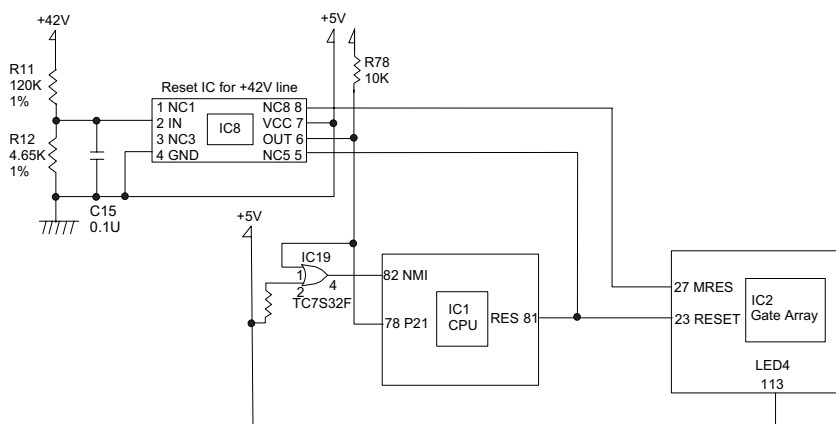 +42V
+5V
R11
120K
1%
R78
10K
Reset IC for +42V line
1 NC1
NC8 8
2 IN
IC8
VCC 7
3 NC3
OUT 6
4 GND
NC5 5
R12
4.65K
1%
C15
0.1U
+5V
IC19
1
2
4
TC7S32F
82 NMI
IC1
CPU
78 P21
RES 81
27 MRES
IC2
Gate Array
23 RESET
LED4
113